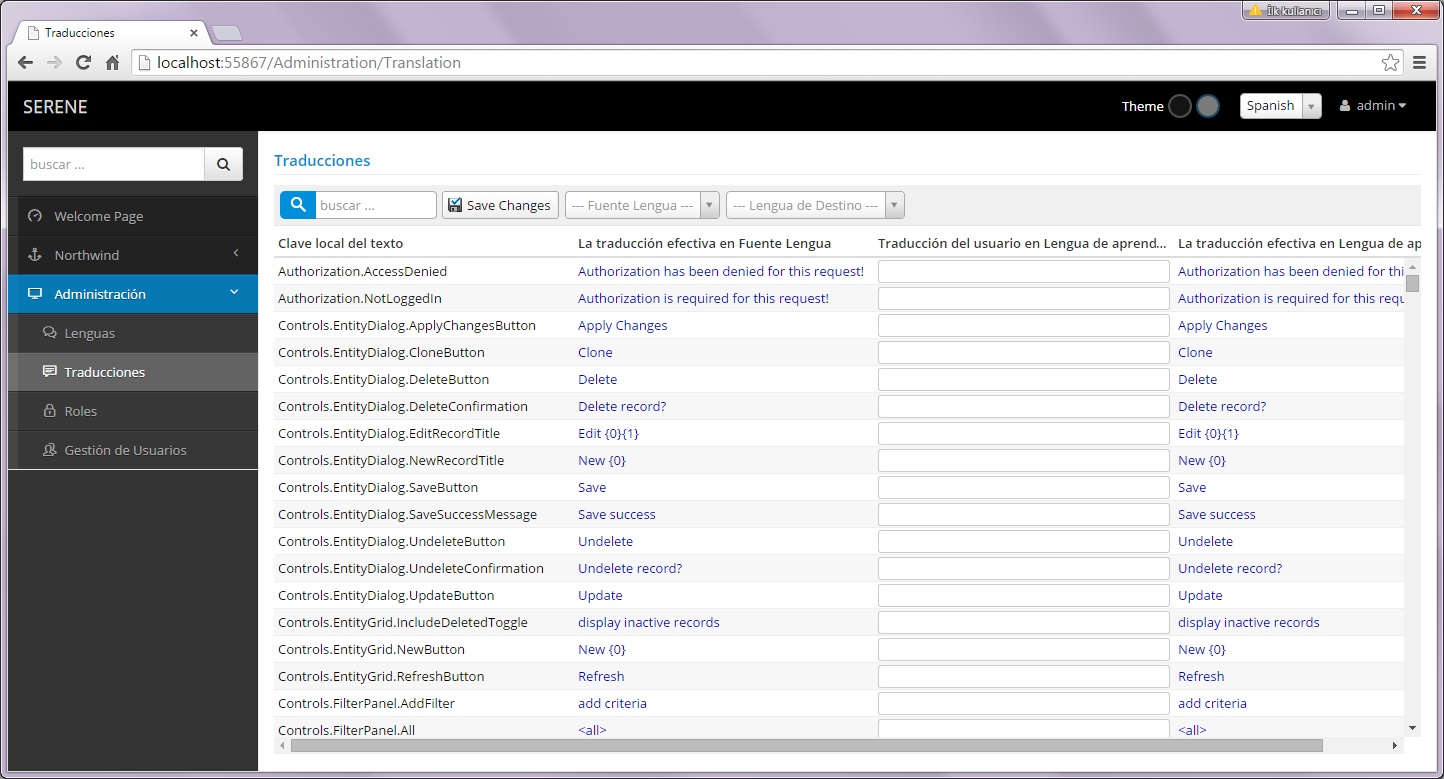 İlk kullanıcı
Traducciones
localhost:55867/Administration/Translation
SERENE
Theme
Spanish
admin
buscar ...
Welcome Page
Northwind
Administración
Lenguas
Traducciones
Roles
Gestión de Usuarios
Traducciones
buscar ... Save Changes --- Fuente Lengua --- --- Lengua de Destino ---
Clave local del texto La traducción efectiva en Fuente Lengua Traducción del usuario en Lengua de aprend... La traducción efectiva en Lengua de ap
Authorization.AccessDenied Authorization has been denied for this request! Authorization has been denied for thi
Authorization.NotLoggedIn Authorization is required for this request! Authorization is required for this requ
Controls.EntityDialog.ApplyChangesButton Apply Changes Apply Changes
Controls.EntityDialog.CloneButton Clone Clone
Controls.EntityDialog.DeleteButton Delete Delete
Controls.EntityDialog.DeleteConfirmation Delete record? Delete record?
Controls.EntityDialog.EditRecordTitle Edit {0}{1} Edit {0}{1}
Controls.EntityDialog.NewRecordTitle New {0} New {0}
Controls.EntityDialog.SaveButton Save Save
Controls.EntityDialog.SaveSuccessMessage Save success Save success
Controls.EntityDialog.UndeleteButton Undelete Undelete
Controls.EntityDialog.UndeleteConfirmation Undelete record? Undelete record?
Controls.EntityDialog.UpdateButton Update Update
Controls.EntityGrid.IncludeDeletedToggle display inactive records display inactive records
Controls.EntityGrid.NewButton New {0} New {0}
Controls.EntityGrid.RefreshButton Refresh Refresh
Controls.FilterPanel.AddFilter add criteria add criteria
Controls.FilterPanel.All <all> <all>